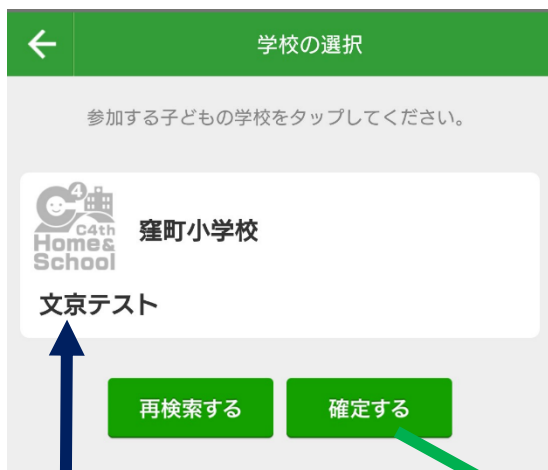 学校の選択
参加する子どもの学校をタップしてください。
C4th
Home&
School
窪町小学校
文京テスト
再検索する
確定する